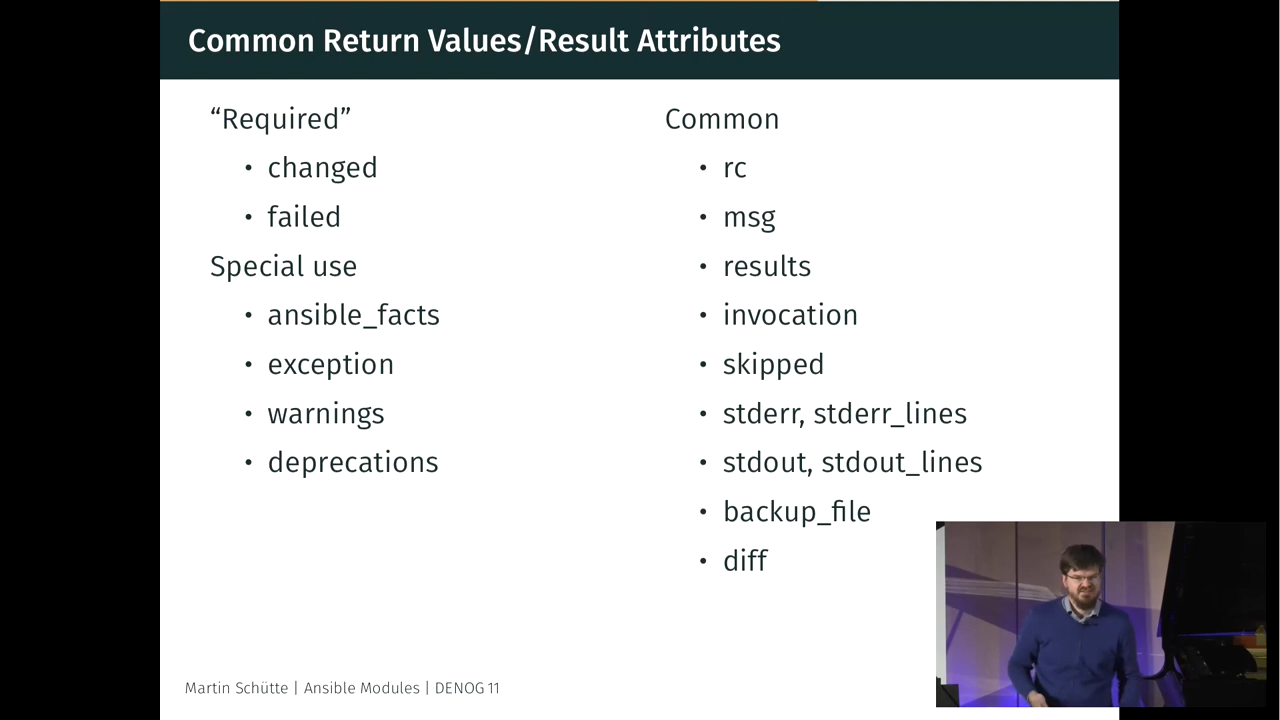 Common Return Values/Result Attributes
“Required”
• changed
• failed
Special use
• ansible_facts
• exception
• warnings
• deprecations
Common
• rc
• msg
• results
• invocation
• skipped
• stderr, stderr_lines
• stdout, stdout_lines
• backup_file
• diff
Martin Schütte | Ansible Modules | DENOG 11